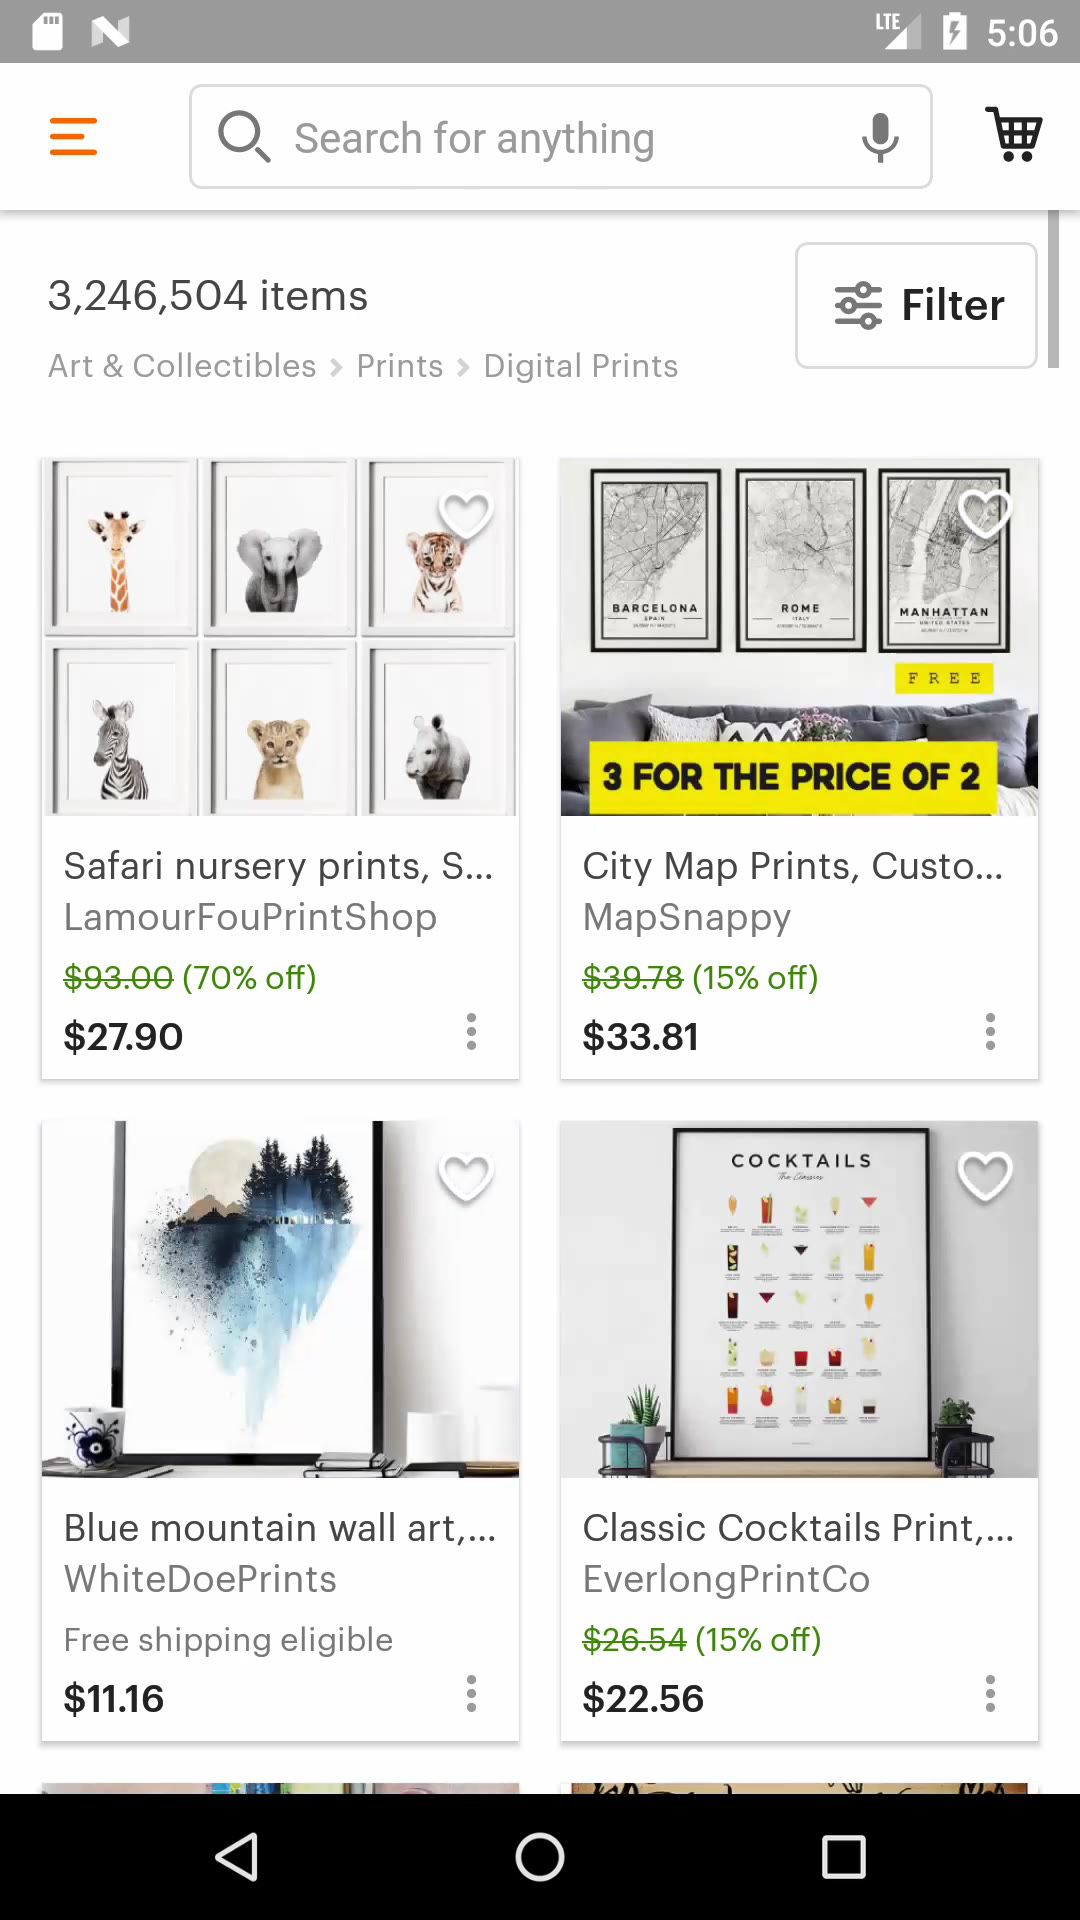 LTE 5:06
Search for anything
3,246,504 items
Filter
Art & Collectibles > Prints > Digital Prints
BARCELONA
SPAIN
ROME
ITALY
MANHATTAN
UNITED STATES
FREE
3 FOR THE PRICE OF 2
Safari nursery prints, S...
LamourFouPrintShop
$93.00 (70% off)
$27.90
City Map Prints, Custo...
MapSnappy
$39.78 (15% off)
$33.81
COCKTAILS
The Classics
Blue mountain wall art,...
WhiteDoePrints
Free shipping eligible
$11.16
Classic Cocktails Print,...
EverlongPrintCo
$26.54 (15% off)
$22.56